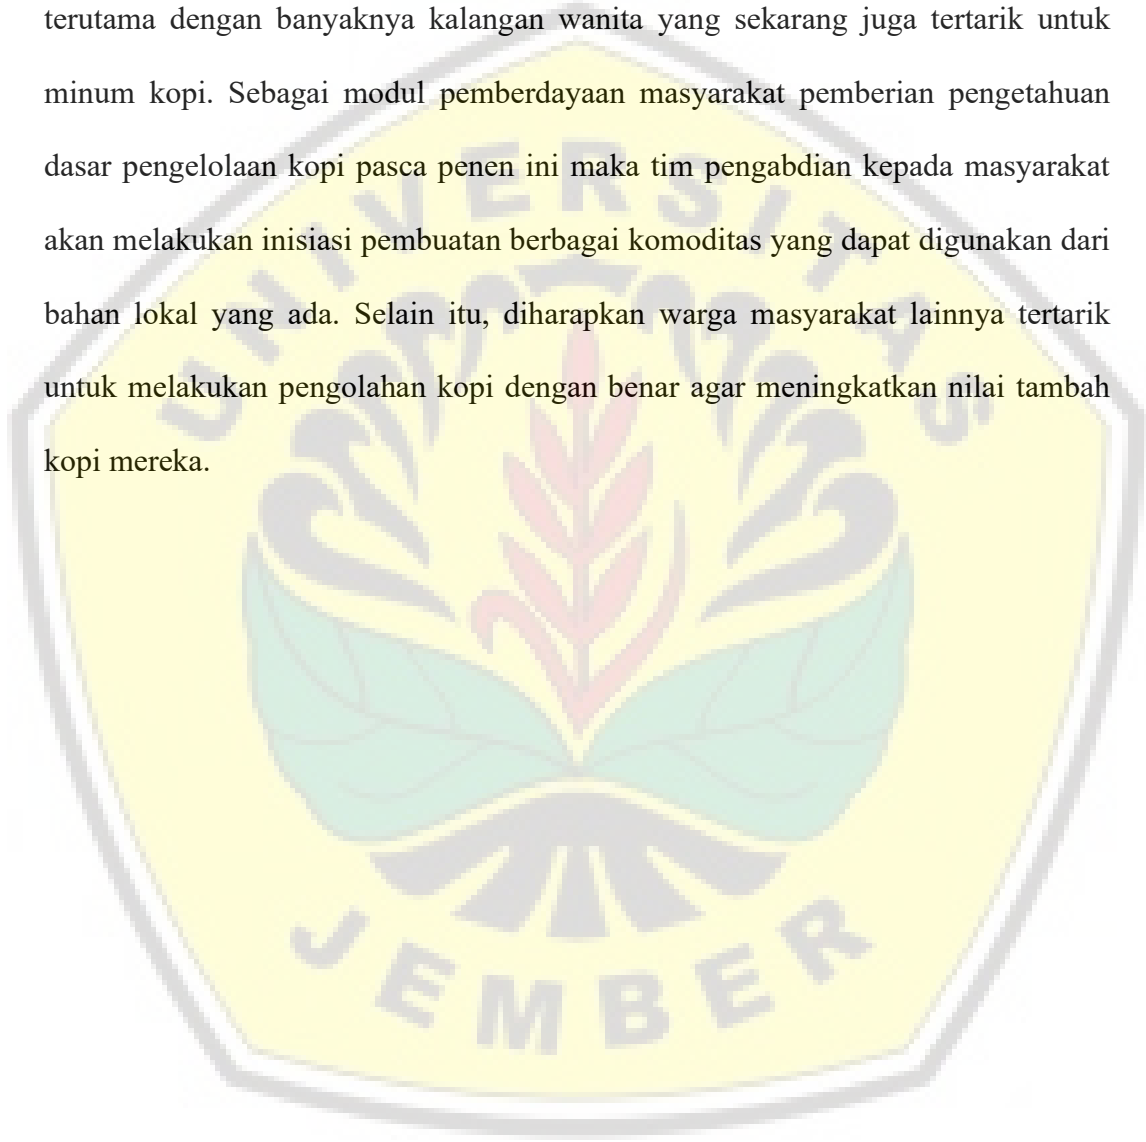 terutama dengan banyaknya kalangan wanita yang sekarang juga tertarik untuk
minum kopi. Sebagai modul pemberdayaan masyarakat pemberian pengetahuan
dasar pengelolaan kopi pasca penen ini maka tim pengabdian kepada masyarakat
akan melakukan inisiasi pembuatan berbagai komoditas yang dapat digunakan dari
bahan lokal yang ada. Selain itu, diharapkan warga masyarakat lainnya tertarik
untuk melakukan pengolahan kopi dengan benar agar meningkatkan nilai tambah
kopi mereka.
UNIVERSITAS
JEMBER